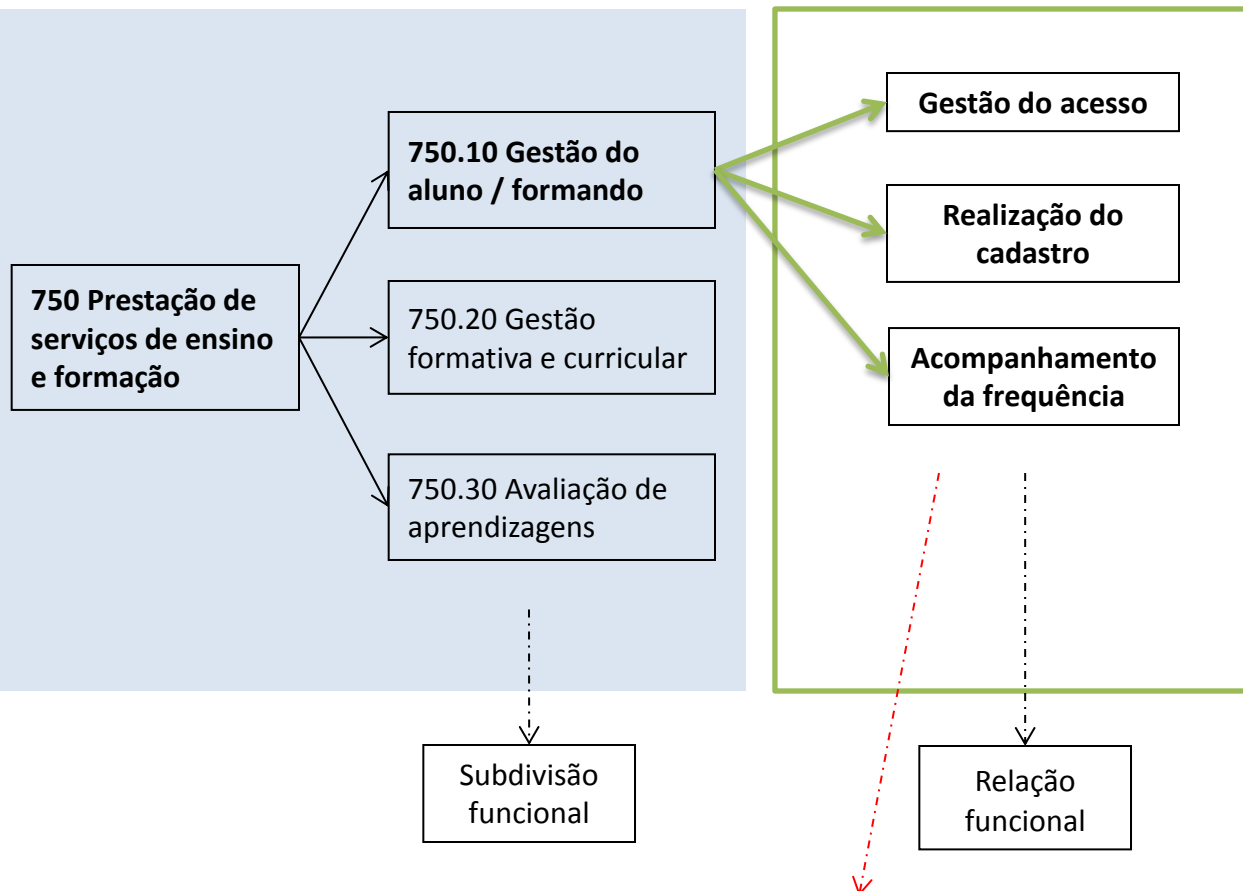 750 Prestação de
serviços de ensino
e formação
750.10 Gestão do
aluno / formando
750.20 Gestão
formativa e curricular
750.30 Avaliação de
aprendizagens
Gestão do acesso
Realização do
cadastro
Acompanhamento
da frequência
Subdivisão
funcional
Relação
funcional